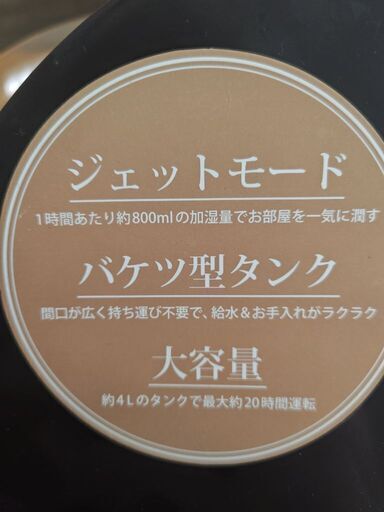 ジェットモード
1時間あたり約800mlの加湿量でお部屋を一気に潤す
バケツ型タンク
間口が広く持ち運び不要で、給水&お手入れがラクラク
大容量
約4Lのタンクで最大約20時間運転